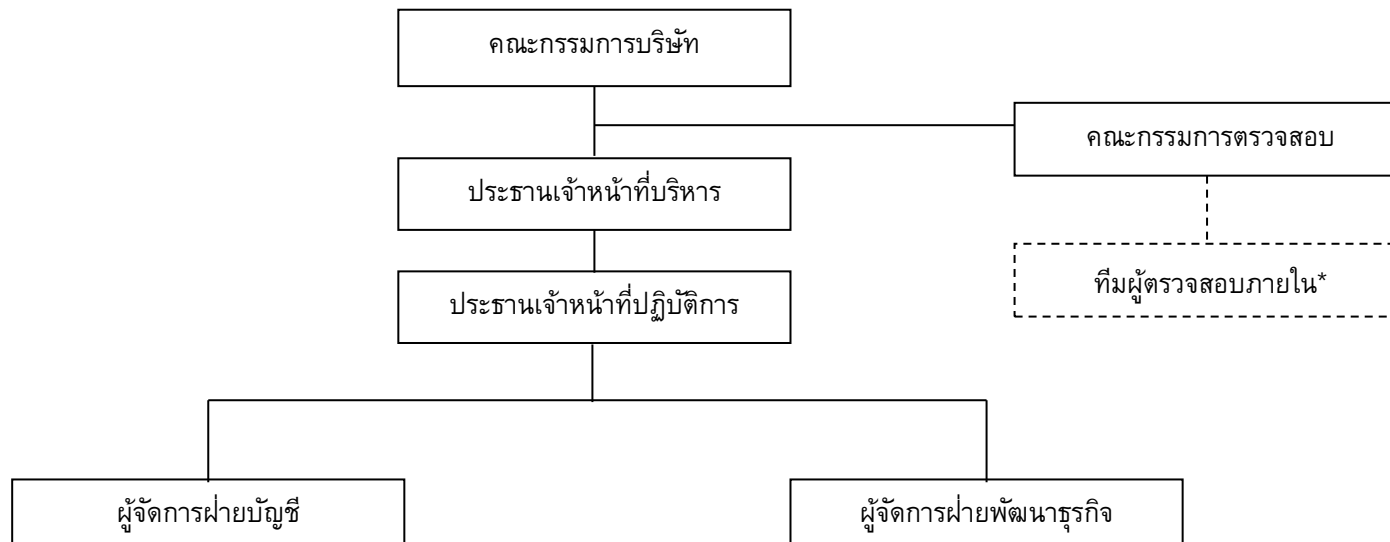 คณะกรรมการบริษัท
คณะกรรมการตรวจสอบ
ประธานเจ้าหน้าที่บริหาร
ทีมผู้ตรวจสอบภายใน*
ประธานเจ้าหน้าที่ปฏิบัติการ
ผู้จัดการฝ่ายบัญชี
ผู้จัดการฝ่ายพัฒนาธุรกิจ